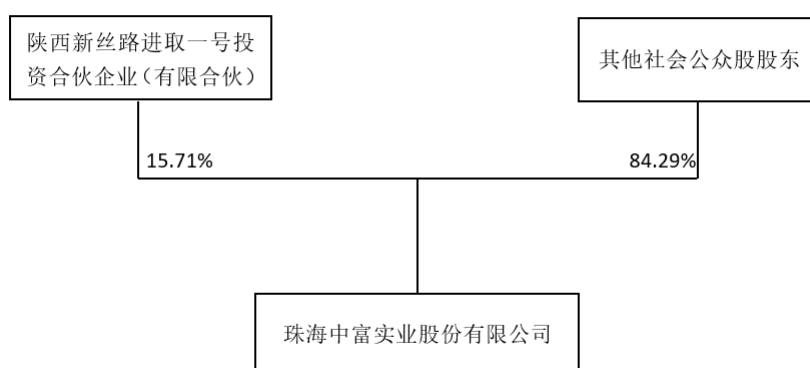 陕西新丝路进取一号投
资合伙企业（有限合伙）
其他社会公众股股东
15.71%
84.29%
珠海中富实业股份有限公司